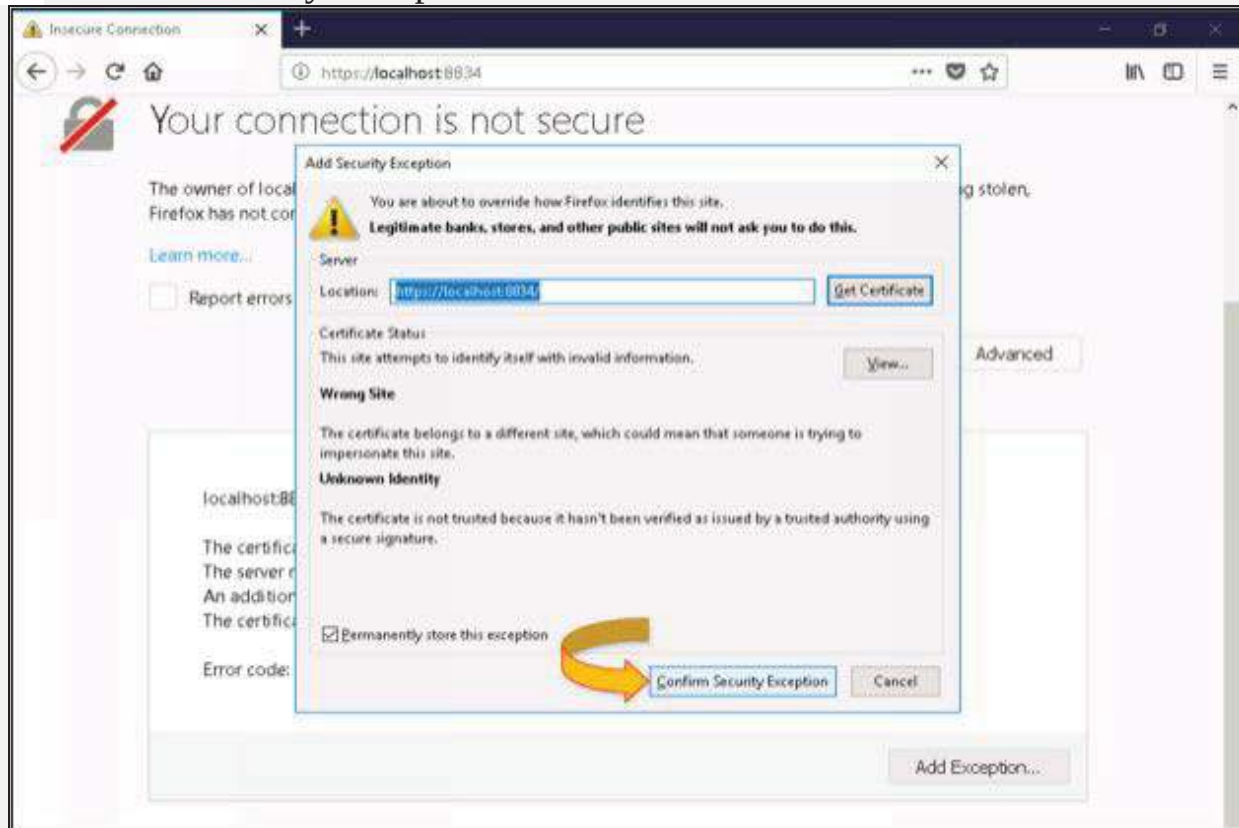 Insecure Connection
https://localhost:8834
Your connection is not secure
The owner of local
ng stolen,
Firefox has not cor
Learn more...
Report errors
Advanced
Add Security Exception
You are about to override how Firefox identifies this site.
Legitimate banks, stores, and other public sites will not ask you to do this.
Server
Location: https://localhost:8834/
Get Certificate
Certificate Status
This site attempts to identify itself with invalid information.
View...
Wrong Site
The certificate belongs to a different site, which could mean that someone is trying to
impersonate this site.
Unknown Identity
The certificate is not trusted because it hasn't been verified as issued by a trusted authority using
a secure signature.
Permanently store this exception
Confirm Security Exception
Cancel
localhost:88
The certific
The server n
An addition
The certific
Error code:
Add Exception...